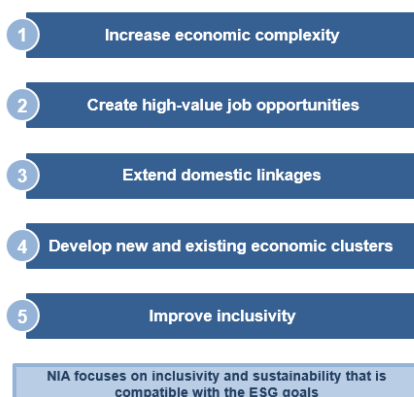 1 Increase economic complexity
2 Create high-value job opportunities
3 Extend domestic linkages
4 Develop new and existing economic clusters
5 Improve inclusivity
NIA focuses on inclusivity and sustainability that is
compatible with the ESG goals